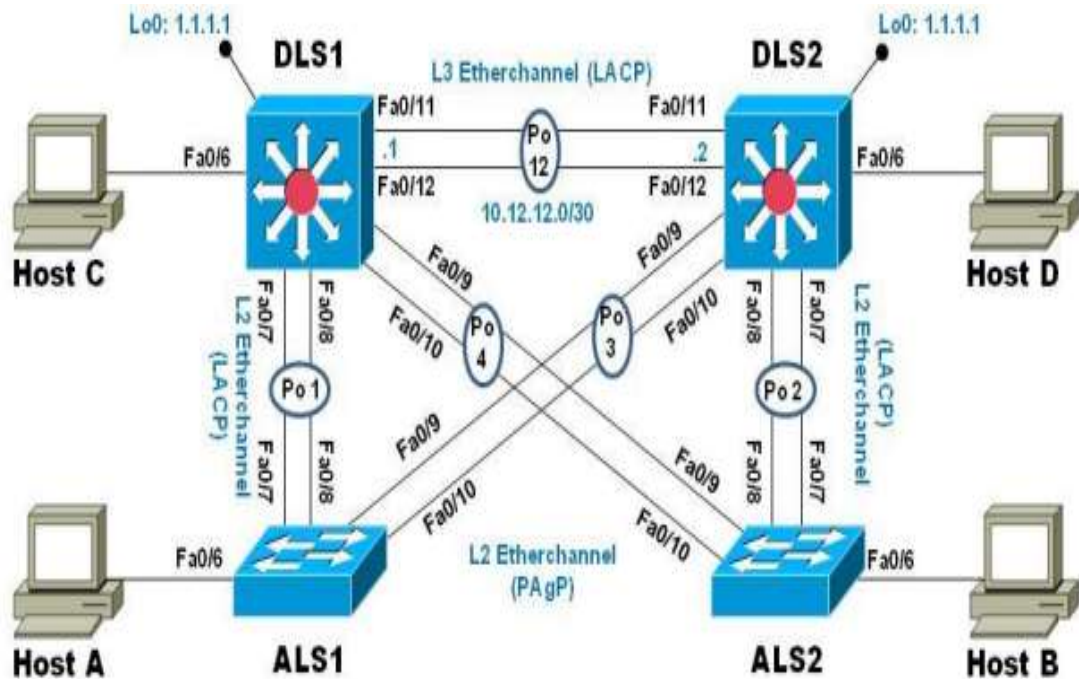 Lo0: 1.1.1.1
Lo0: 1.1.1.1
DLS1
DLS2
L3 Etherchannel (LACP)
Fa0/11
Fa0/11
Po
12
.1
.2
Fa0/6
Fa0/6
Fa0/12
Fa0/12
10.12.12.0/30
Host C
Host D
Fa0/9
Fa0/9
Fa0/10
Fa0/10
Fa0/7
Fa0/8
Fa0/8
Fa0/7
L2 Etherchannel
(LACP)
L2 Etherchannel
(LACP)
Po
4
Po
3
Po 1
Po 2
Fa0/7
Fa0/8
Fa0/9
Fa0/10
Fa0/9
Fa0/10
Fa0/8
Fa0/7
L2 Etherchannel
(PAgP)
Fa0/6
Fa0/6
Host A
ALS1
ALS2
Host B